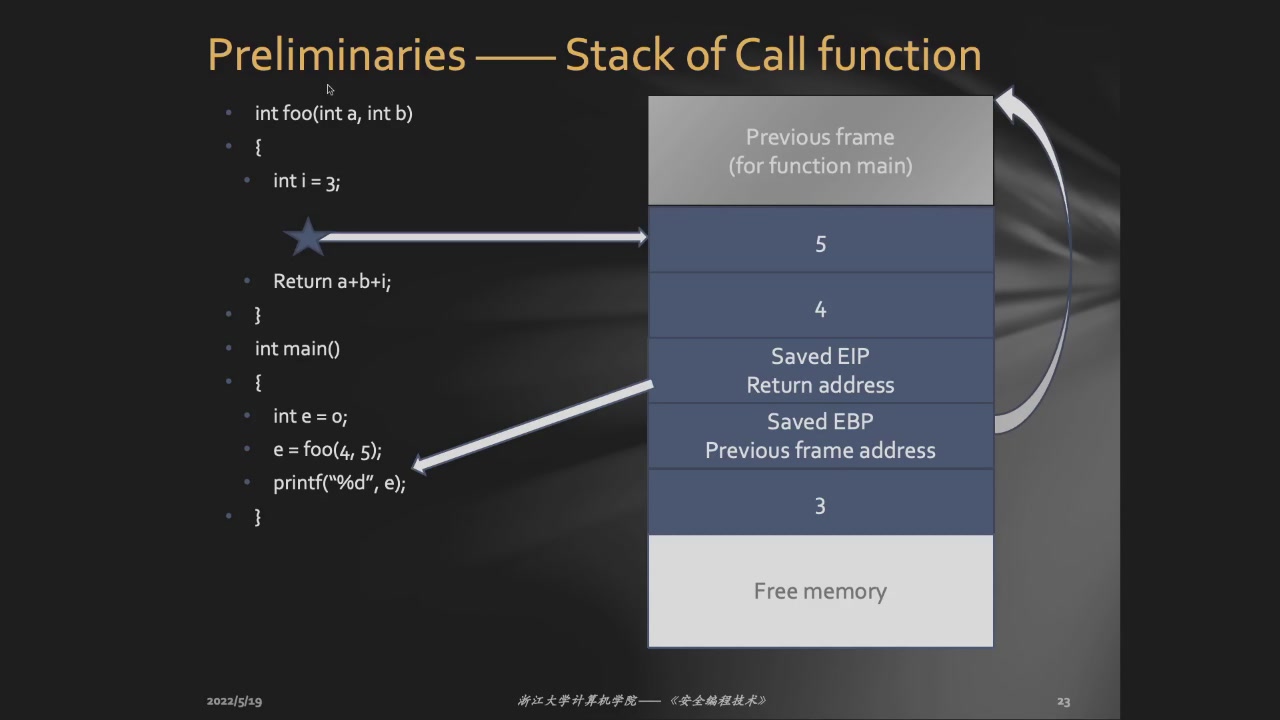 Preliminaries —— Stack of Call function
int foo(int a, int b)
{
int i = 3;
Return a+b+i;
}
int main()
{
int e = 0;
e = foo(4, 5);
printf(“%d”, e);
}
Previous frame
(for function main)
5
4
Saved EIP
Return address
Saved EBP
Previous frame address
3
Free memory
2022/5/19
浙江大学计算机学院——《安全编程技术》
23